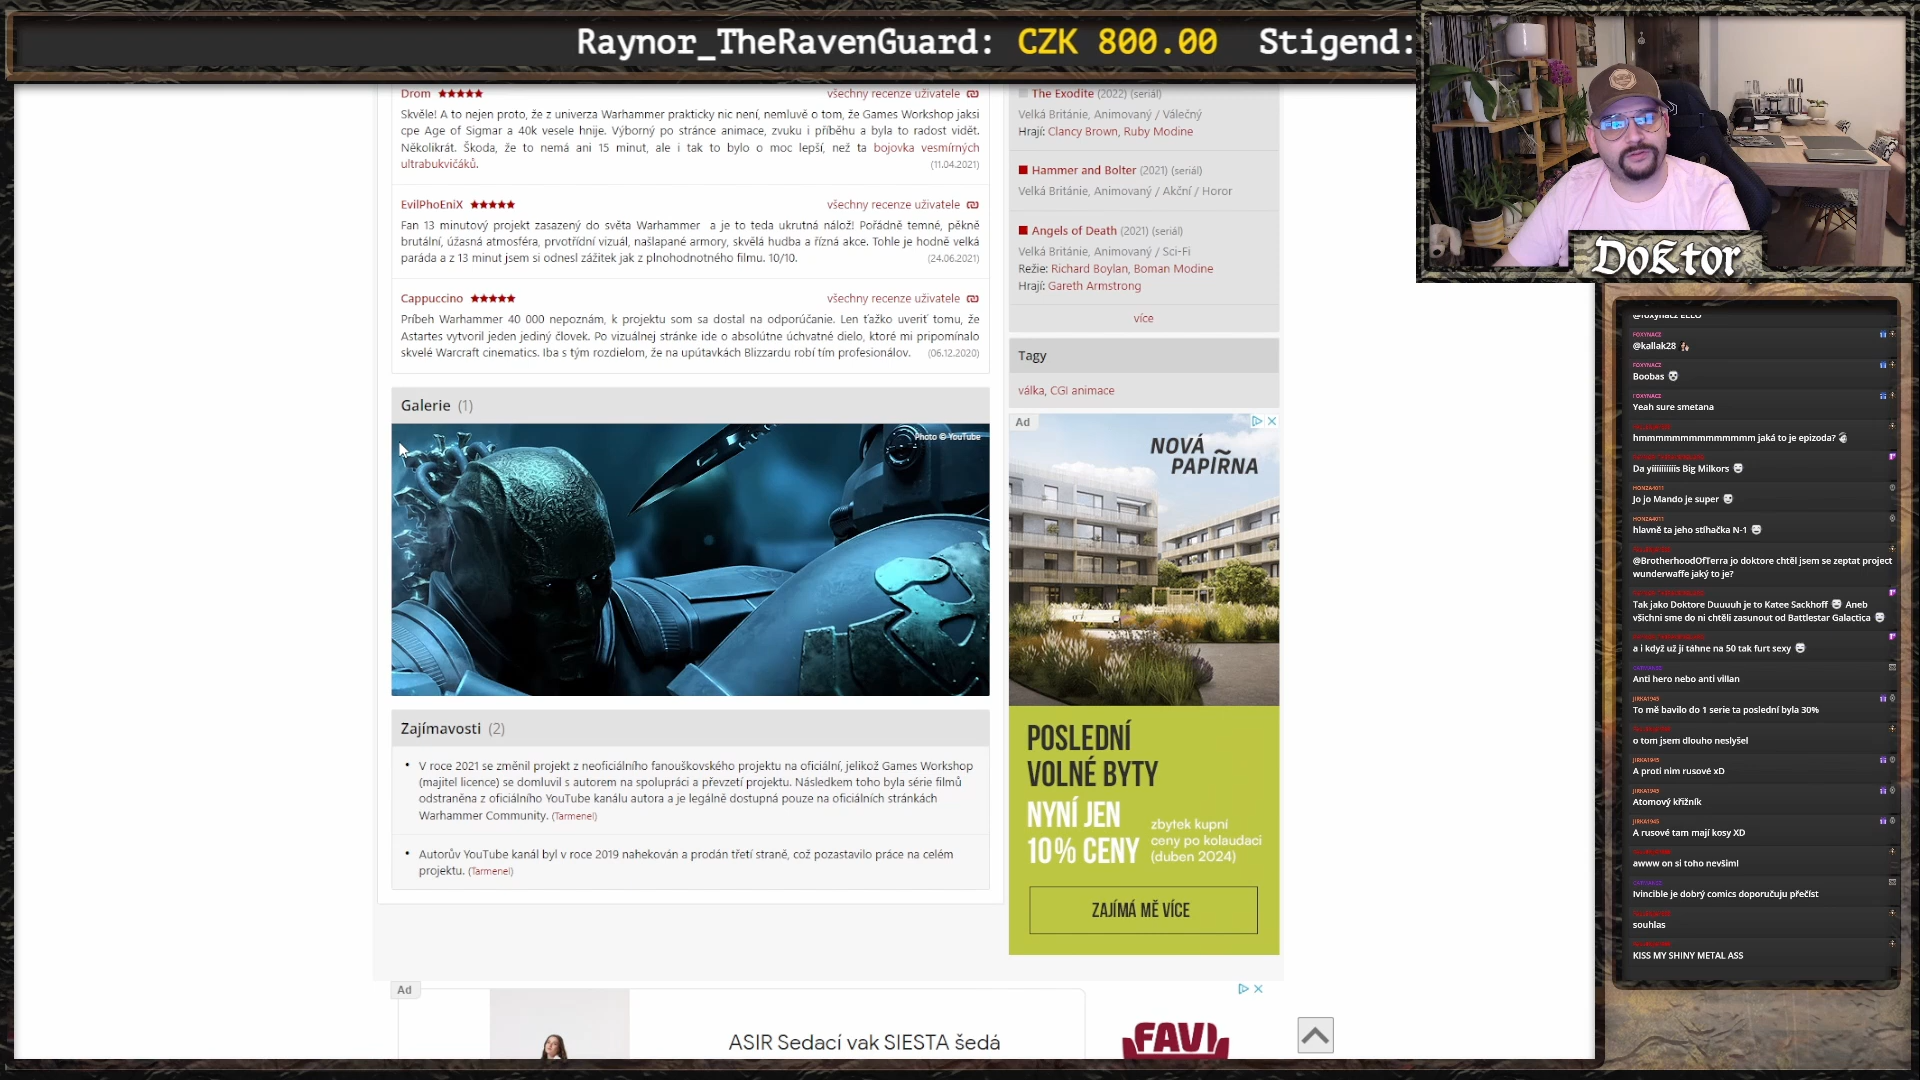 Raynor_TheRavenGuard: CZK 800.00 Stigend:
Drom ★★★★★ všechny recenze uživatele
Skvěle! A to nejen proto, že z univerza Warhammer prakticky nic není, nemluvě o tom, že Games Workshop jaksi
cpe Age of Sigmar a 40k vesele hnije. Výborný po stránce animace, zvuku i příběhu a byla to radost vidět.
Několikrát. Škoda, že to nemá ani 15 minut, ale i tak to bylo o moc lepší, než ta bojovka vesmírných
ultrabukvičáků. (11.04.2021)
EvilPhoEniX ★★★★★ všechny recenze uživatele
Fan 13 minutový projekt zasazený do světa Warhammer a je to teda ukrutná nálož! Pořádně temné, pěkně
brutální, úžasná atmosféra, prvotřídní vizuál, našlapané armory, skvělá hudba a řízná akce. Tohle je hodně velká
paráda a z 13 minut jsem si odnesl zážitek jak z plnohodnotného filmu. 10/10. (24.06.2021)
Cappuccino ★★★★★ všechny recenze uživatele
Príbeh Warhammer 40 000 nepoznám, k projektu som sa dostal na odporúčanie. Len ťažko uveriť tomu, že
Astartes vytvoril jeden jediný človek. Po vizuálnej stránke ide o absolútne úchvatné dielo, ktoré mi pripomínalo
skvelé Warcraft cinematics. Iba s tým rozdielom, že na upútavkách Blizzardu robí tím profesionálov. (06.12.2020)
Galerie (1)
Photo © YouTube
Zajímavosti (2)
• V roce 2021 se změnil projekt z neoficiálního fanouškovského projektu na oficiální, jelikož Games Workshop
(majitel licence) se domluvil s autorem na spolupráci a převzetí projektu. Následkem toho byla série filmů
odstraněna z oficiálního YouTube kanálu autora a je legálně dostupná pouze na oficiálních stránkách
Warhammer Community. (Tarmenel)
• Autorův YouTube kanál byl v roce 2019 nahekován a prodán třetí straně, což pozastavilo práce na celém
projektu. (Tarmenel)
The Exodite (2022) (seriál)
Velká Británie, Animovaný / Válečný
Hrají: Clancy Brown, Ruby Modine
Hammer and Bolter (2021) (seriál)
Velká Británie, Animovaný / Akční / Horor
Angels of Death (2021) (seriál)
Velká Británie, Animovaný / Sci-Fi
Režie: Richard Boylan, Boman Modine
Hrají: Gareth Armstrong
více
Tagy
válka, CGI animace
Ad
NOVÁ
PAPÍRNA
POSLEDNÍ
VOLNÉ BYTY
NYNÍ JEN
10% CENY
zbytek kupní
ceny po kolaudaci
(duben 2024)
ZAJÍMÁ MĚ VÍCE
Ad
ASIR Sedací vak SIESTA šedá
FAVI
Doktor
@foxynacz ELLO
FOXYNACZ
@kallak28
FOXYNACZ
Boobas
FOXYNACZ
Yeah sure smetana
hmmmmmmmmmmmmmm jaká to je epizoda?
Da yíííííííííís Big Milkors
HONZA4011
Jo jo Mando je super
HONZA4011
hlavně ta jeho stíhačka N-1
@BrotherhoodOfTerra jo doktore chtěl jsem se zeptat project
wunderwaffe jaký to je?
Tak jako Doktore Duuuuh je to Katee Sackhoff Aneb
všichni sme do ni chtěli zasunout od Battlestar Galactica
a i když už jí táhne na 50 tak furt sexy
Anti hero nebo anti villan
JIRKA1945
To mě bavilo do 1 serie ta poslední byla 30%
o tom jsem dlouho neslyšel
JIRKA1945
A proti nim rusové xD
JIRKA1945
Atomový křižník
JIRKA1945
A rusové tam mají kosy XD
awww on si toho nevšiml
Ivincible je dobrý comics doporučuju přečíst
souhlas
KISS MY SHINY METAL ASS